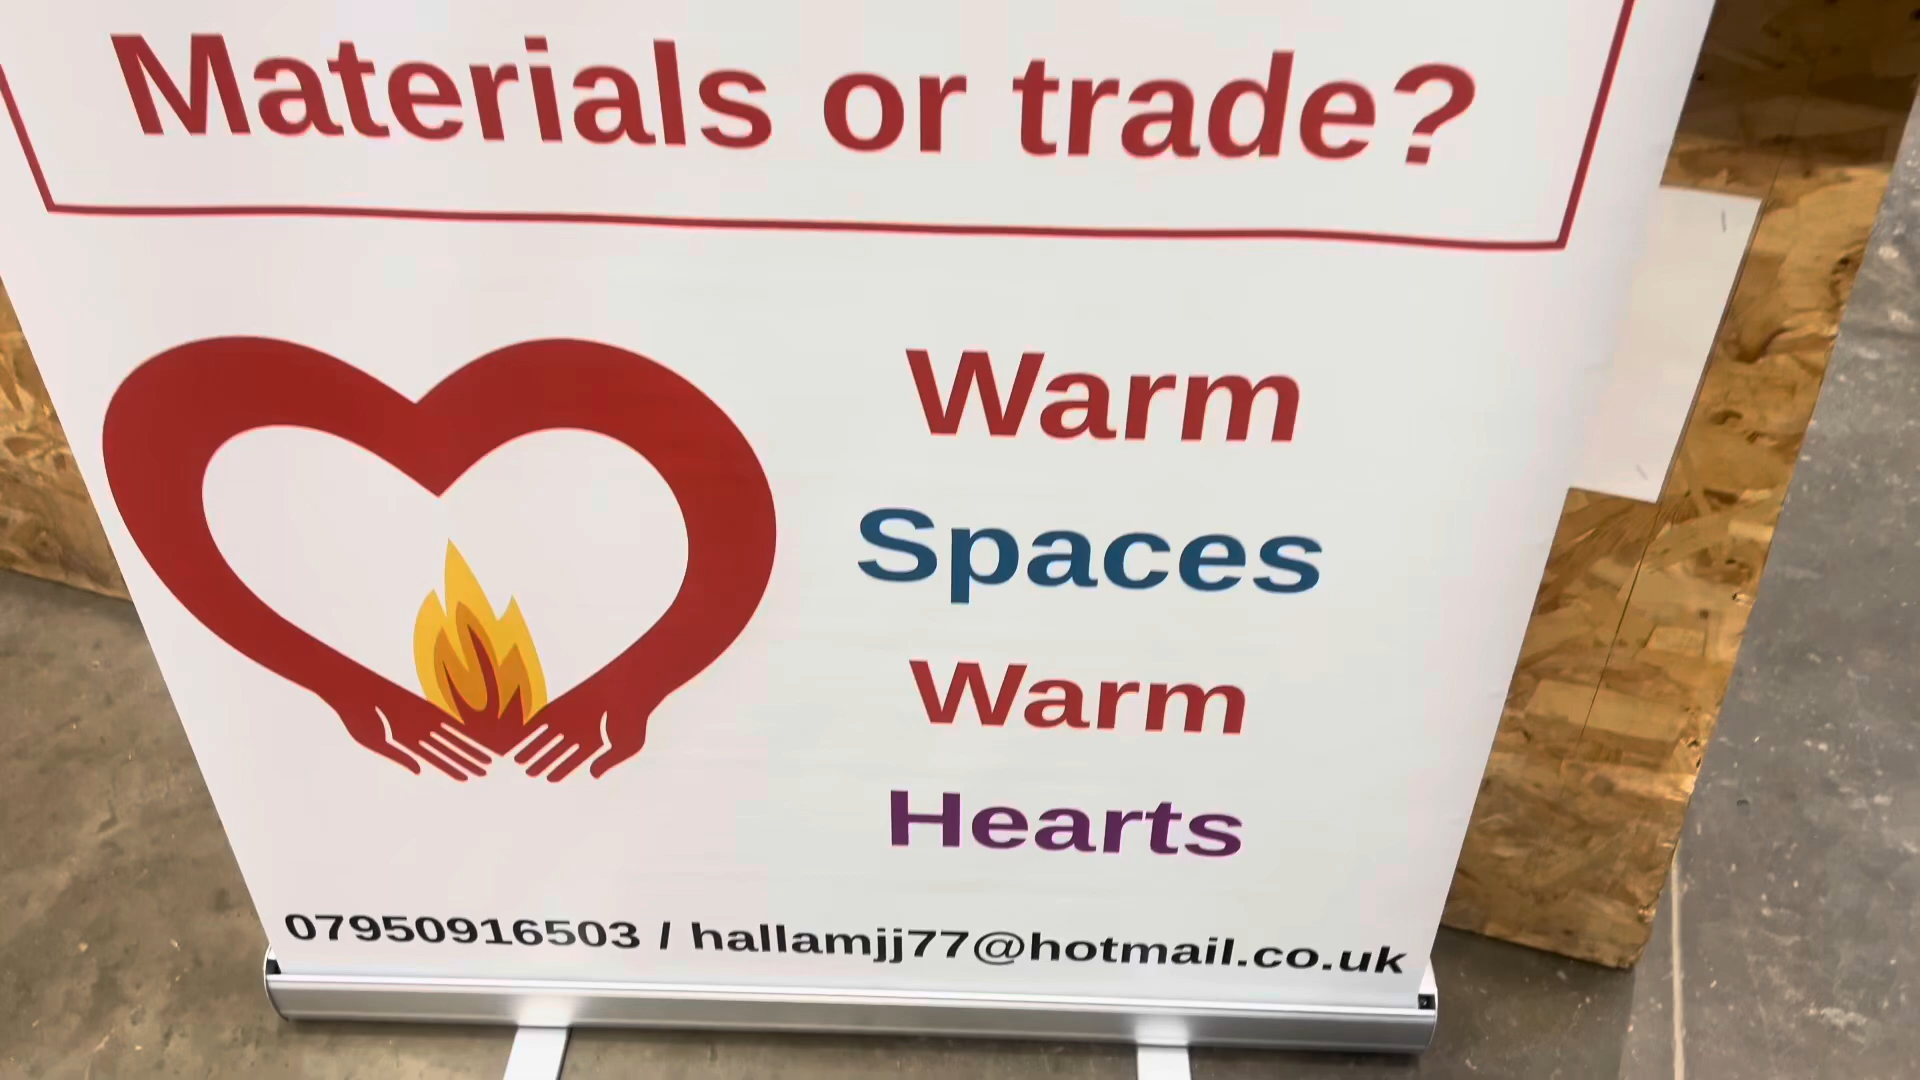 Materials or trade?
Warm
Spaces
Warm
Hearts
07950916503 / hallamjj77@hotmail.co.uk